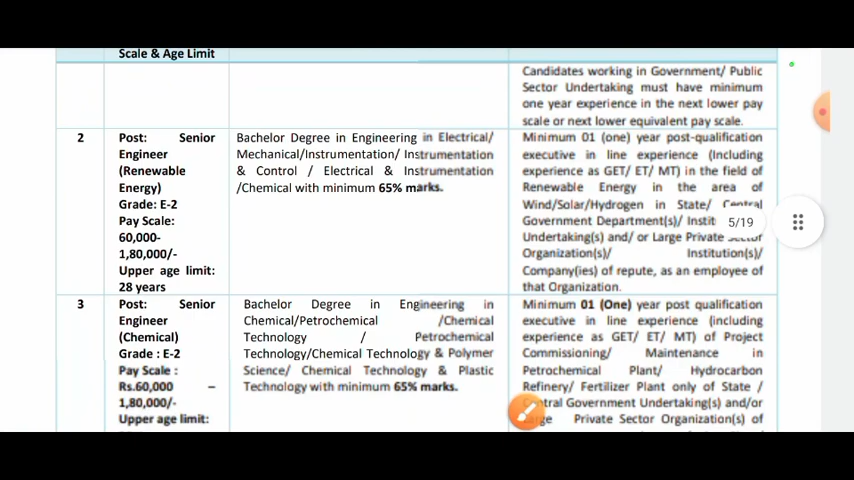 Scale & Age Limit
Candidates working in Government/ Public
Sector Undertaking must have minimum
one year experience in the next lower pay
scale or next lower equivalent pay scale.
2
Post: Senior
Engineer
(Renewable
Energy)
Grade: E-2
Pay Scale:
60,000-
1,80,000/-
Upper age limit:
28 years
Bachelor Degree in Engineering in Electrical/
Mechanical/Instrumentation/ Instrumentation
& Control / Electrical & Instrumentation
/Chemical with minimum 65% marks.
Minimum 01 (one) year post-qualification
executive in line experience (Including
experience as GET/ ET/ MT) in the field of
Renewable Energy in the area of
Wind/Solar/Hydrogen in State/ Central
Government Department(s)/
Undertaking(s) and/ or Large Private Sector
Organization(s)/ Institution(s)/
Company(ies) of repute, as an employee of
that Organization.
5/19
3
Post: Senior
Engineer
(Chemical)
Grade : E-2
Pay Scale :
Rs.60,000 –
1,80,000/-
Upper age limit:
Bachelor Degree in Engineering in
Chemical/Petrochemical /Chemical
Technology / Petrochemical
Technology/Chemical Technology & Polymer
Science/ Chemical Technology & Plastic
Technology with minimum 65% marks.
Minimum 01 (One) year post qualification
executive in line experience (including
experience as GET/ ET/ MT) of Project
Commissioning/ Maintenance in
Petrochemical Plant/ Hydrocarbon
Refinery/ Fertilizer Plant only of State /
Central Government Undertaking(s) and/or
Large Private Sector Organization(s) of